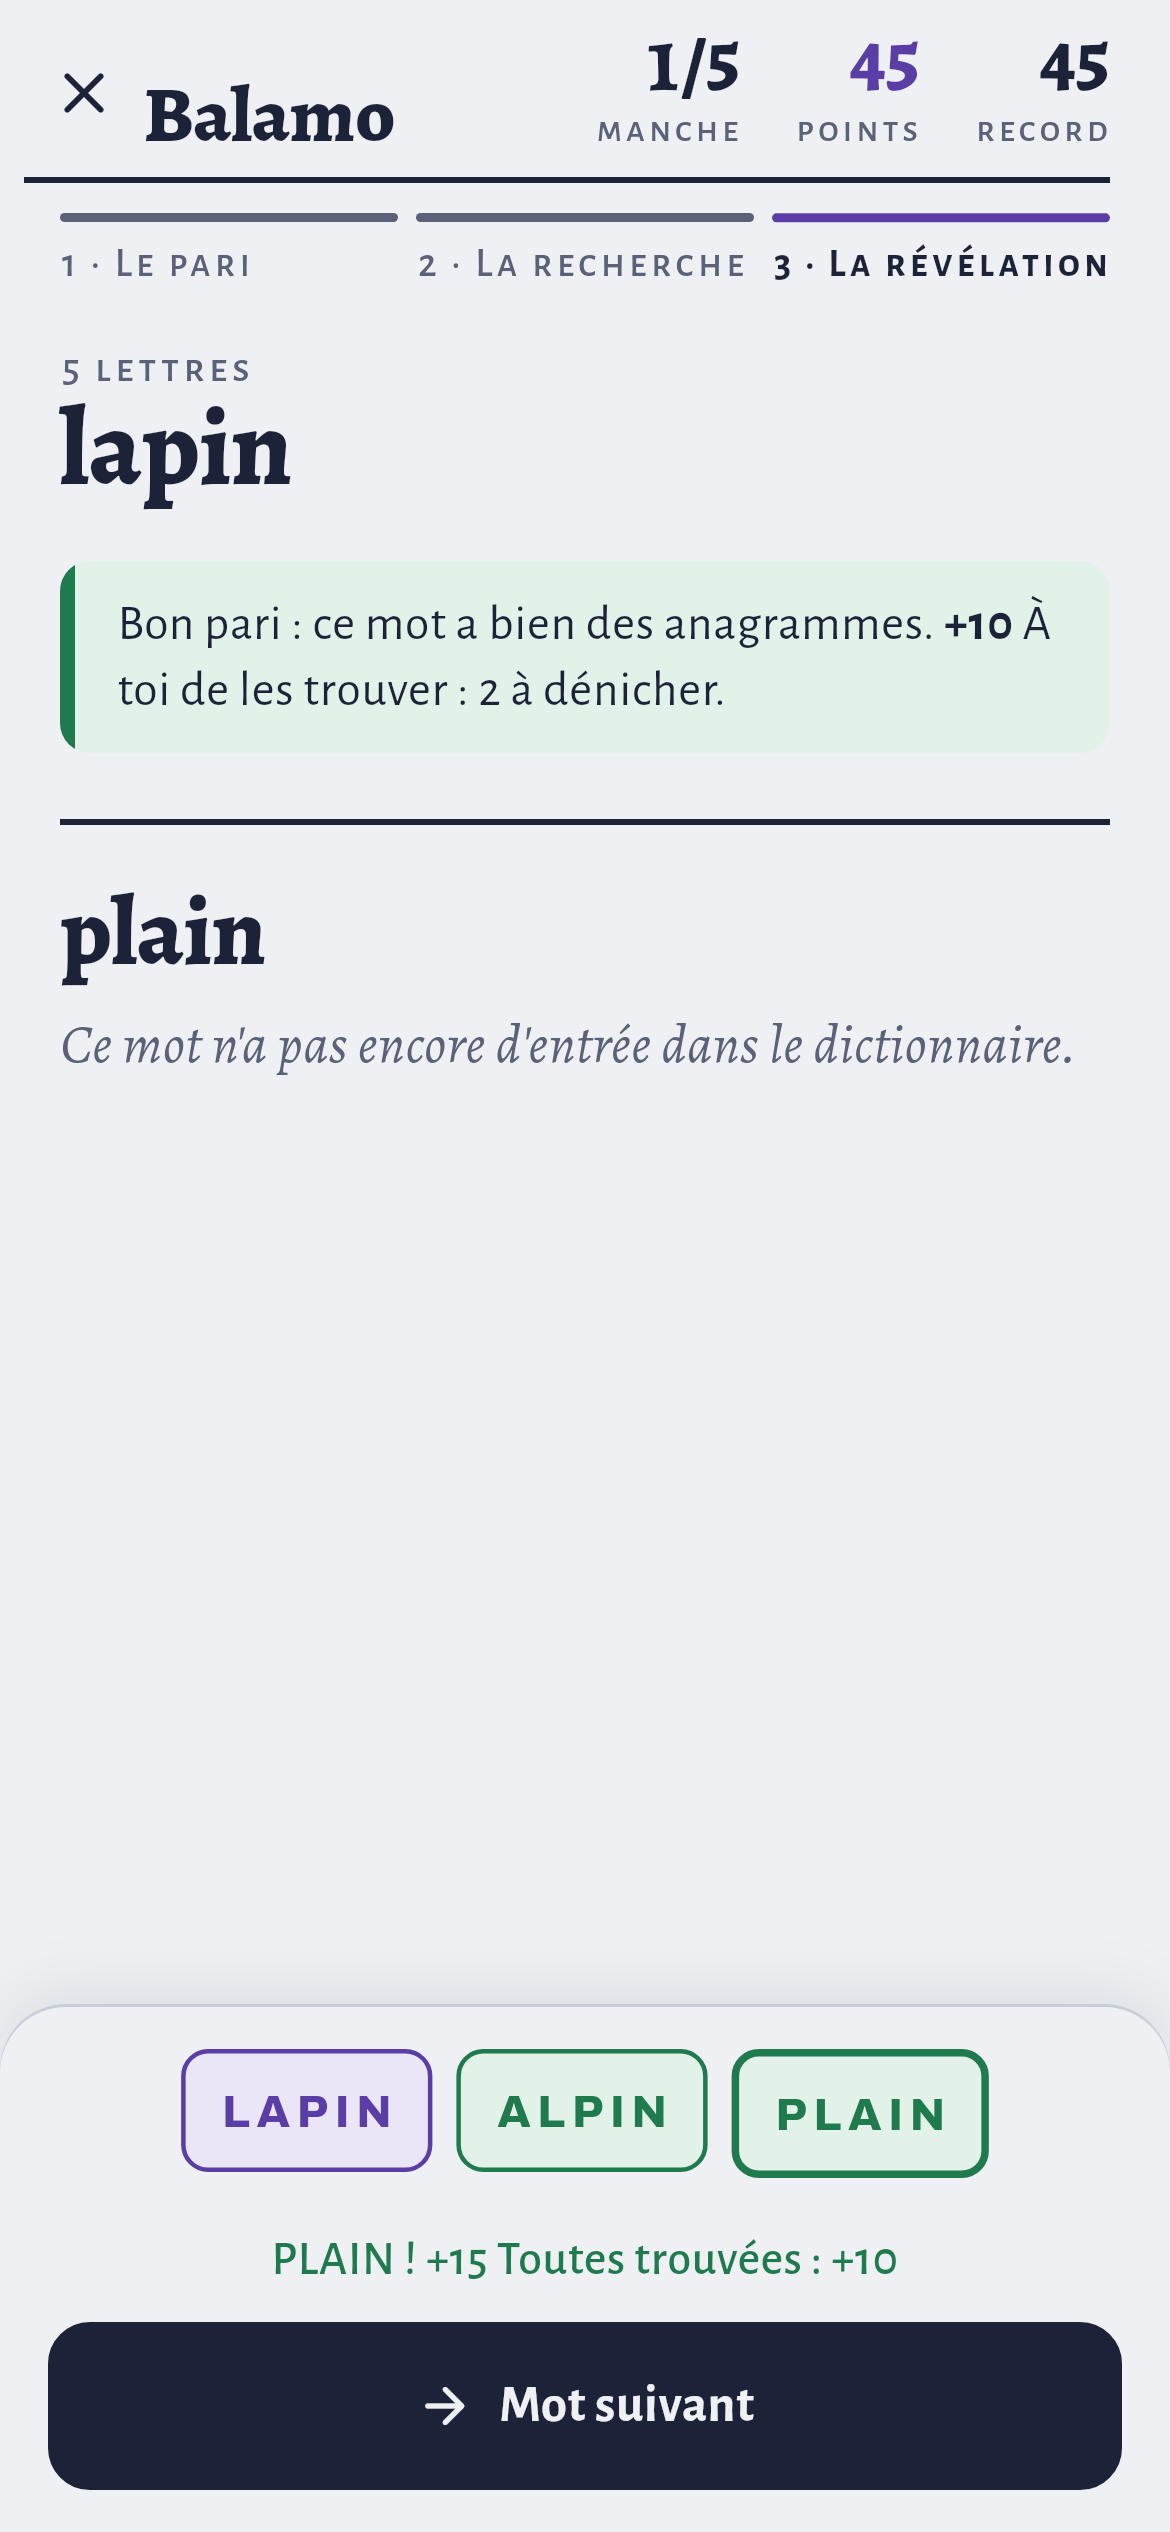 Balamo
1/5 45 45
MANCHE POINTS RECORD
1 · LE PARI 2 · LA RECHERCHE 3 · LA RÉVÉLATION
5 LETTRES
lapin
Bon pari : ce mot a bien des anagrammes. +10 À
toi de les trouver : 2 à dénicher.
plain
Ce mot n'a pas encore d'entrée dans le dictionnaire.
LAPIN ALPIN PLAIN
PLAIN ! +15 Toutes trouvées : +10
Mot suivant